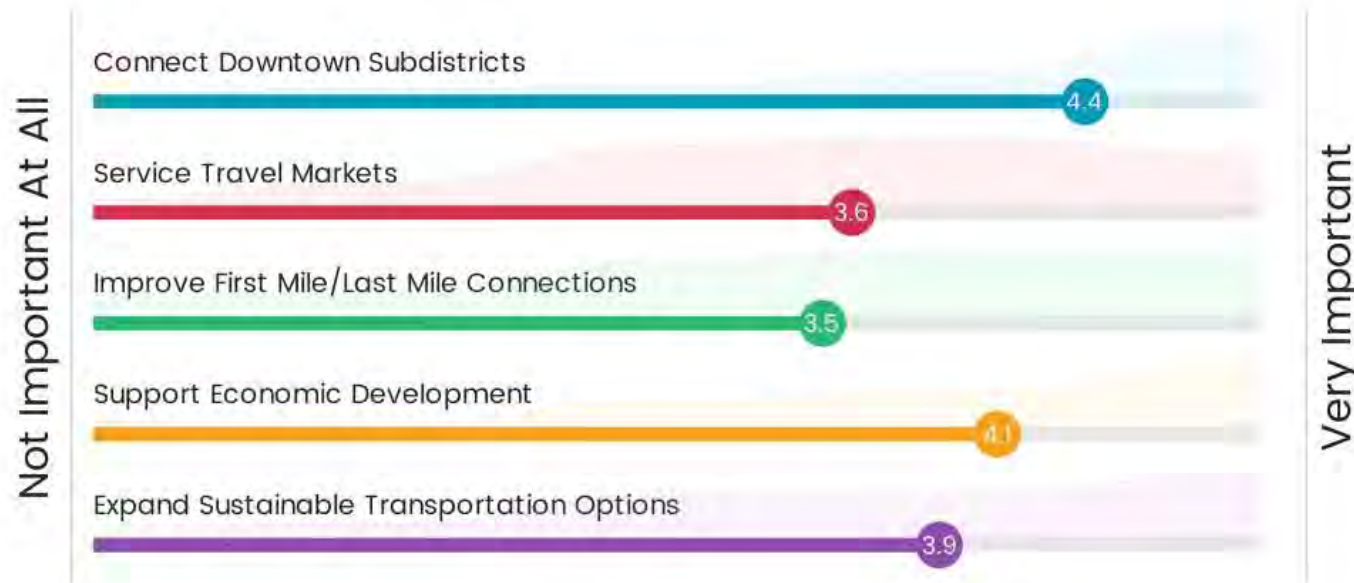 Not Important At All
Connect Downtown Subdistricts
4.4
Service Travel Markets
3.6
Improve First Mile/Last Mile Connections
3.5
Support Economic Development
4.1
Expand Sustainable Transportation Options
3.9
Very Important